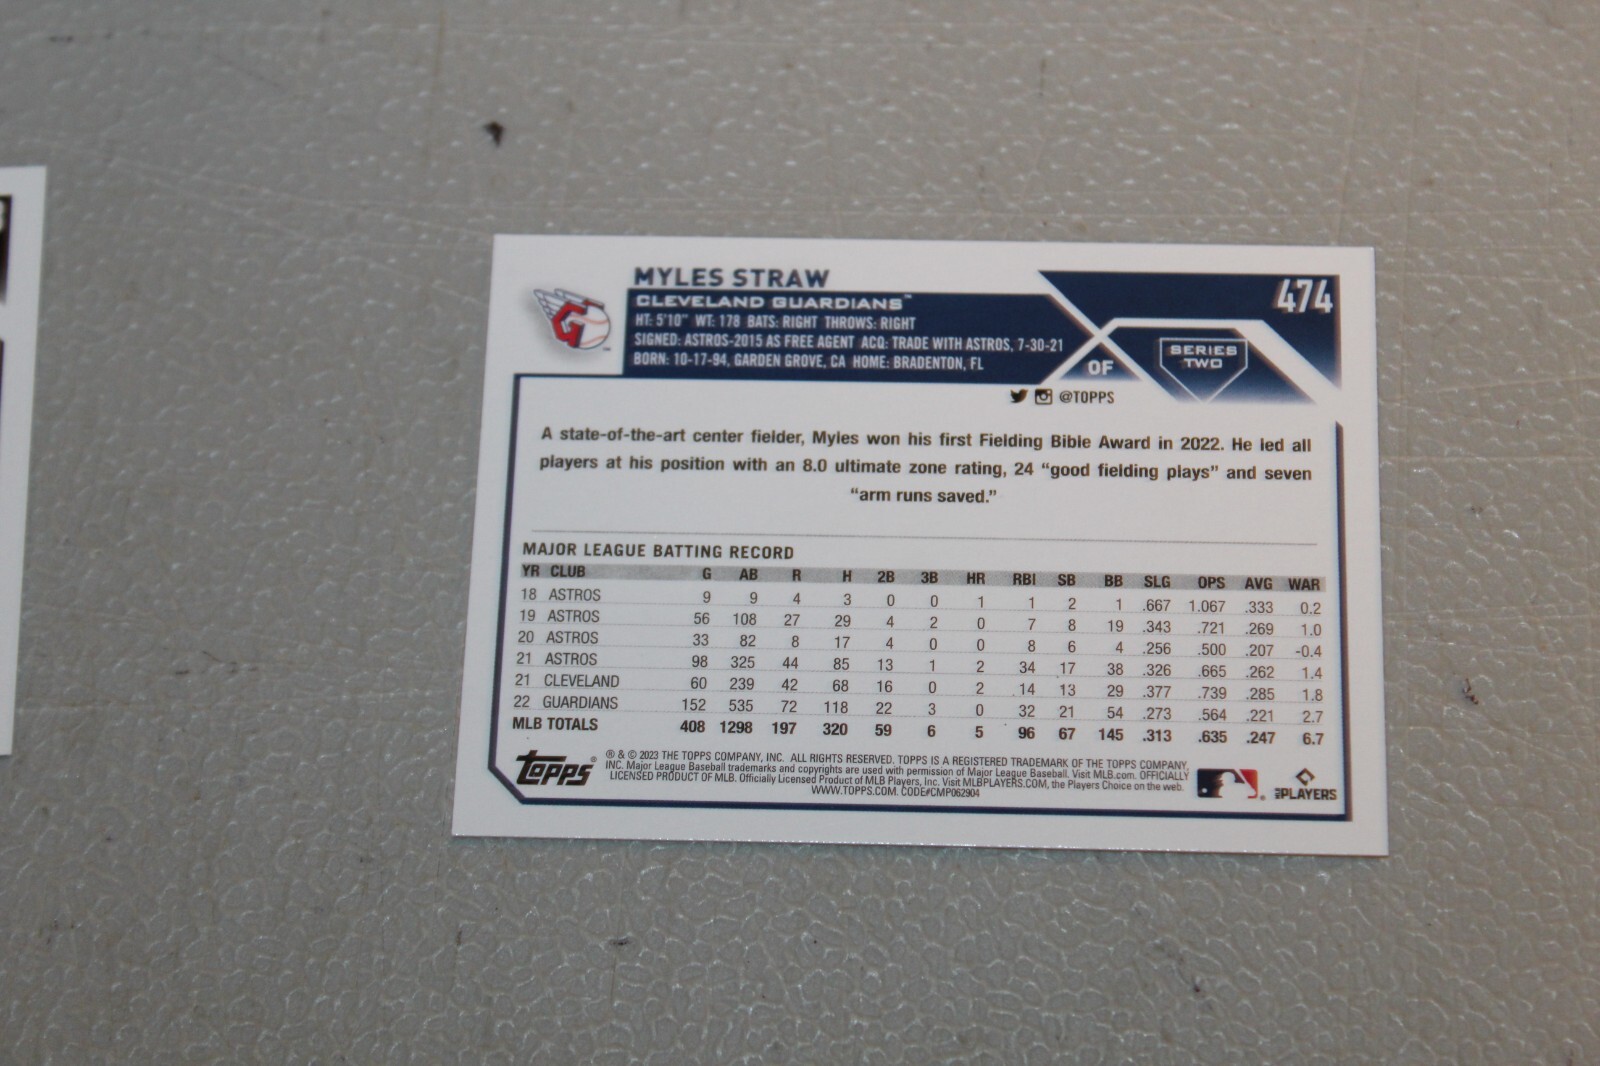 MYLES STRAW
474
CLEVELAND GUARDIANS™
HT: 5'10" WT: 178 BATS: RIGHT THROWS: RIGHT
SIGNED: ASTROS-2015 AS FREE AGENT ACQ: TRADE WITH ASTROS, 7-30-21
BORN: 10-17-94, GARDEN GROVE, CA HOME: BRADENTON, FL
OF
SERIES
TWO
@TOPPS
A state-of-the-art center fielder, Myles won his first Fielding Bible Award in 2022. He led all
players at his position with an 8.0 ultimate zone rating, 24 “good fielding plays” and seven
“arm runs saved.”
MAJOR LEAGUE BATTING RECORD
YR CLUB G AB R H 2B 3B HR RBI SB BB SLG OPS AVG WAR
18 ASTROS 9 9 4 3 0 0 1 1 2 1 .667 1.067 .333 0.2
19 ASTROS 56 108 27 29 4 2 0 7 8 19 .343 .721 .269 1.0
20 ASTROS 33 82 8 17 4 0 0 8 6 4 .256 .500 .207 -0.4
21 ASTROS 98 325 44 85 13 1 2 34 17 38 .326 .665 .262 1.4
21 CLEVELAND 60 239 42 68 16 0 2 14 13 29 .377 .739 .285 1.8
22 GUARDIANS 152 535 72 118 22 3 0 32 21 54 .273 .564 .221 2.7
MLB TOTALS 408 1298 197 320 59 6 5 96 67 145 .313 .635 .247 6.7
topps®
® & © 2023 THE TOPPS COMPANY, INC. ALL RIGHTS RESERVED. TOPPS IS A REGISTERED TRADEMARK OF THE TOPPS COMPANY,
INC. Major League Baseball trademarks and copyrights are used with permission of Major League Baseball. Visit MLB.com. OFFICIALLY
LICENSED PRODUCT OF MLB. Officially Licensed Product of MLB Players, Inc. Visit MLBPLAYERS.COM, the Players Choice on the web.
WWW.TOPPS.COM. CODE#CMP062904
MLB PLAYERS